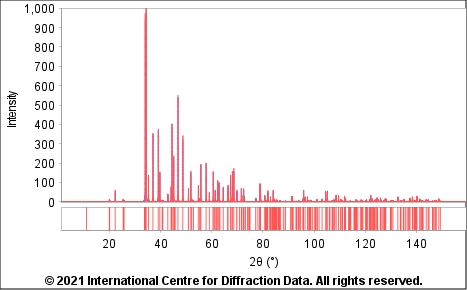 1,000
900
800
700
600
500
400
300
200
100
0
Intensity
20 40 60 80 100 120 140
2θ (°)
© 2021 International Centre for Diffraction Data. All rights reserved.